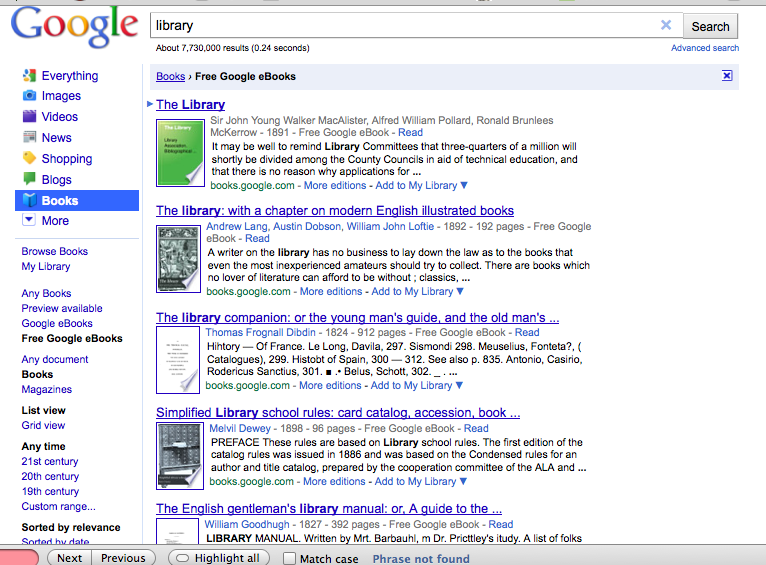 Google
library
Search
About 7,730,000 results (0.24 seconds)
Advanced search
Everything
Images
Videos
News
Shopping
Blogs
Books
More
Browse Books
My Library
Any Books
Preview available
Google eBooks
Free Google eBooks
Any document
Books
Magazines
List view
Grid view
Any time
21st century
20th century
19th century
Custom range...
Sorted by relevance
Sorted by date
Books › Free Google eBooks
The Library
Sir John Young Walker MacAlister, Alfred William Pollard, Ronald Brunlees
McKerrow - 1891 - Free Google eBook - Read
It may be well to remind Library Committees that three-quarters of a million will
shortly be divided among the County Councils in aid of technical education, and
that there is no reason why applications for ...
books.google.com - More editions - Add to My Library ▼
The library: with a chapter on modern English illustrated books
Andrew Lang, Austin Dobson, William John Loftie - 1892 - 192 pages - Free Google
eBook - Read
A writer on the library has no business to lay down the law as to the books that
even the most inexperienced amateurs should try to collect. There are books which
no lover of literature can afford to be without ; classics, ...
books.google.com - More editions - Add to My Library ▼
The library companion: or the young man's guide, and the old man's ...
Thomas Frognall Dibdin - 1824 - 912 pages - Free Google eBook - Read
Hihtory — Of France. Le Long, Davila, 297. Sismondi 298. Meuselius, Fonteta?, (
Catalogues), 299. Histobt of Spain, 300 — 312. See also p. 835. Antonio, Casirio,
Rodericus Sanctius, 301. ■ .• Belus, Schott, 302. _ . ...
books.google.com - More editions - Add to My Library ▼
Simplified Library school rules: card catalog, accession, book ...
Melvil Dewey - 1898 - 96 pages - Free Google eBook - Read
PREFACE These rules are based on Library school rules. The first edition of the
catalog rules was issued in 1886 and was based on the Condensed rules for an
author and title catalog, prepared by the cooperation committee of the ALA and ...
books.google.com - More editions - Add to My Library ▼
The English gentleman's library manual: or, A guide to the ...
William Goodhugh - 1827 - 392 pages - Free Google eBook - Read
LIBRARY MANUAL. Written by Mrt. Barbauhl, m Dr. Pricttley's itudy. A list of folks
Next
Previous
Highlight all
Match case
Phrase not found